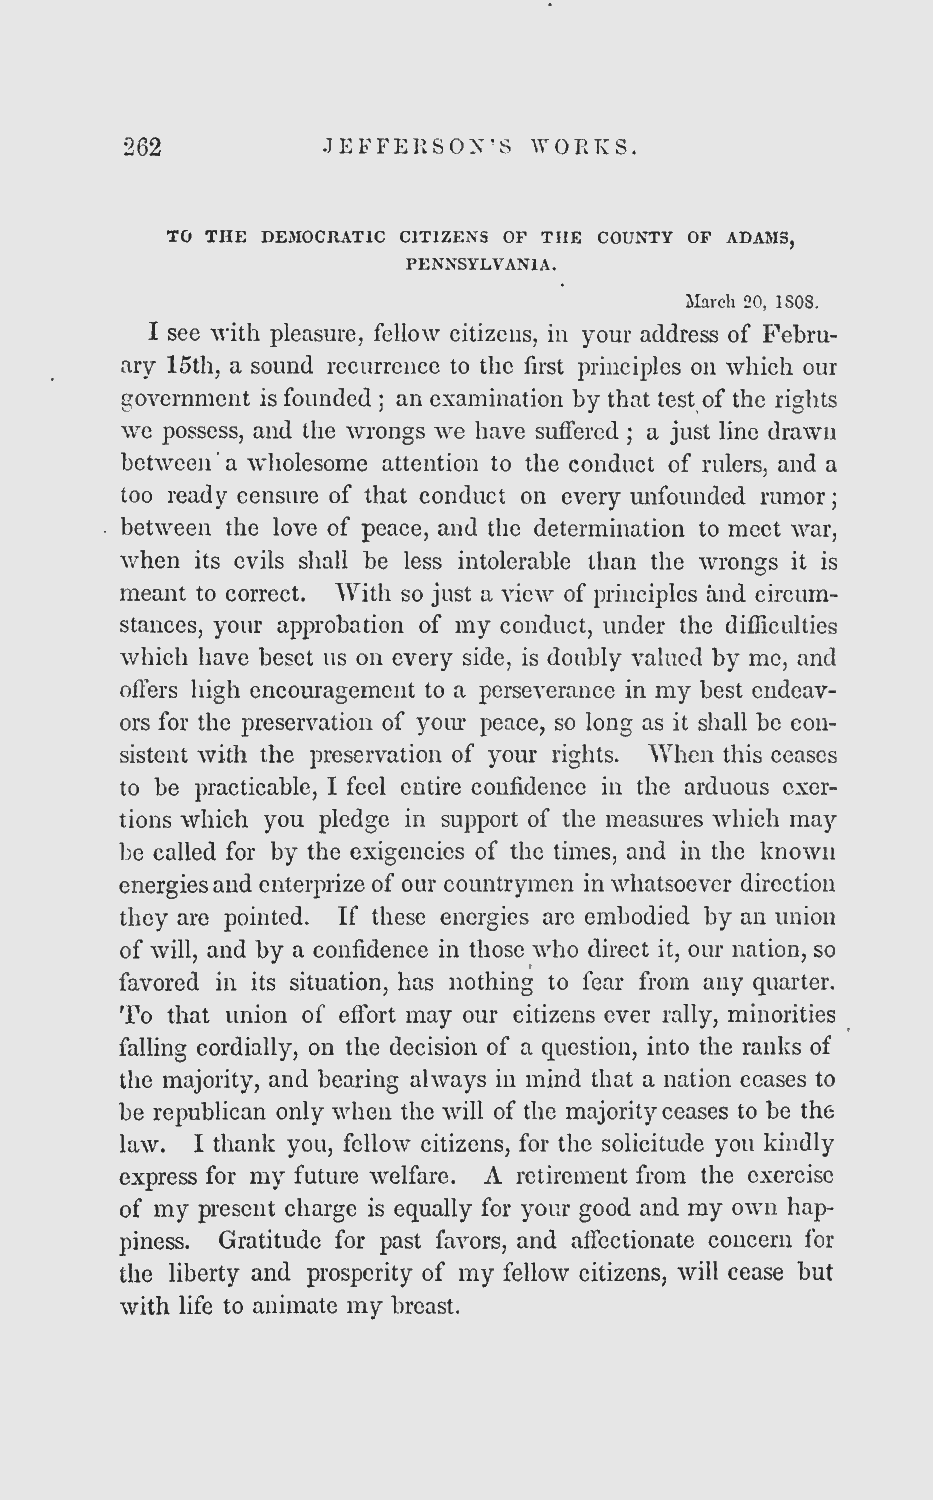 262 JEFFERSON'S WORKS.
TO THE DEMOCRATIC CITIZENS OF THE COUNTY OF ADAMS,
PENNSYLVANIA.
March 20, 1808.
I see with pleasure, fellow citizens, in your address of Febru-
ary 15th, a sound recurrence to the first principles on which our
government is founded; an examination by that test of the rights
we possess, and the wrongs we have suffered; a just line drawn
between a wholesome attention to the conduct of rulers, and a
too ready censure of that conduct on every unfounded rumor;
between the love of peace, and the determination to meet war,
when its evils shall be less intolerable than the wrongs it is
meant to correct. With so just a view of principles and circum-
stances, your approbation of my conduct, under the difficulties
which have beset us on every side, is doubly valued by me, and
offers high encouragement to a perseverance in my best endeav-
ors for the preservation of your peace, so long as it shall be con-
sistent with the preservation of your rights. When this ceases
to be practicable, I feel entire confidence in the arduous exer-
tions which you pledge in support of the measures which may
be called for by the exigencies of the times, and in the known
energies and enterprize of our countrymen in whatsoever direction
they are pointed. If these energies are embodied by an union
of will, and by a confidence in those who direct it, our nation, so
favored in its situation, has nothing to fear from any quarter.
To that union of effort may our citizens ever rally, minorities
falling cordially, on the decision of a question, into the ranks of
the majority, and bearing always in mind that a nation ceases to
be republican only when the will of the majority ceases to be the
law. I thank you, fellow citizens, for the solicitude you kindly
express for my future welfare. A retirement from the exercise
of my present charge is equally for your good and my own hap-
piness. Gratitude for past favors, and affectionate concern for
the liberty and prosperity of my fellow citizens, will cease but
with life to animate my breast.